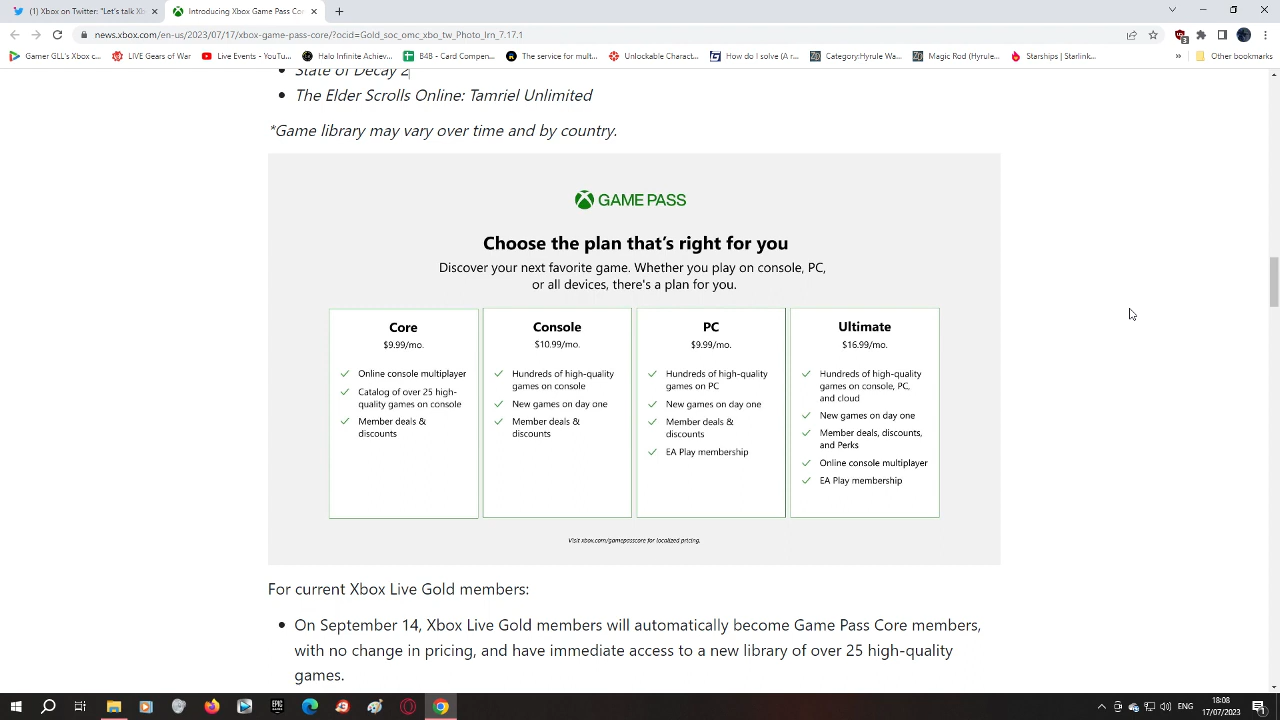 (1) Xbox on Twitter: "Let's talk Xb
Introducing Xbox Game Pass Cor
news.xbox.com/en-us/2023/07/17/xbox-game-pass-core/?ocid=Gold_soc_omc_xbo_tw_Photo_lrn_7.17.1
Gamer GLL's Xbox c... LIVE Gears of War Live Events - YouTu... Halo Infinite Achiev... B4B - Card Compen... The service for mult... Unlockable Charact... How do I solve (A r... Category:Hyrule Wa... Magic Rod (Hyrule... Starships | Starlink... » Other bookmarks
State of Decay 2
The Elder Scrolls Online: Tamriel Unlimited
*Game library may vary over time and by country.
GAME PASS
Choose the plan that's right for you
Discover your next favorite game. Whether you play on console, PC,
or all devices, there's a plan for you.
Core
$9.99/mo.
Online console multiplayer
Catalog of over 25 high-
quality games on console
Member deals &
discounts
Console
$10.99/mo.
Hundreds of high-quality
games on console
New games on day one
Member deals &
discounts
PC
$9.99/mo.
Hundreds of high-quality
games on PC
New games on day one
Member deals &
discounts
EA Play membership
Ultimate
$16.99/mo.
Hundreds of high-quality
games on console, PC,
and cloud
New games on day one
Member deals, discounts,
and Perks
Online console multiplayer
EA Play membership
Visit xbox.com/gamepasscore for localized pricing.
For current Xbox Live Gold members:
On September 14, Xbox Live Gold members will automatically become Game Pass Core members,
with no change in pricing, and have immediate access to a new library of over 25 high-quality
games.
ENG
18:08
17/07/2023